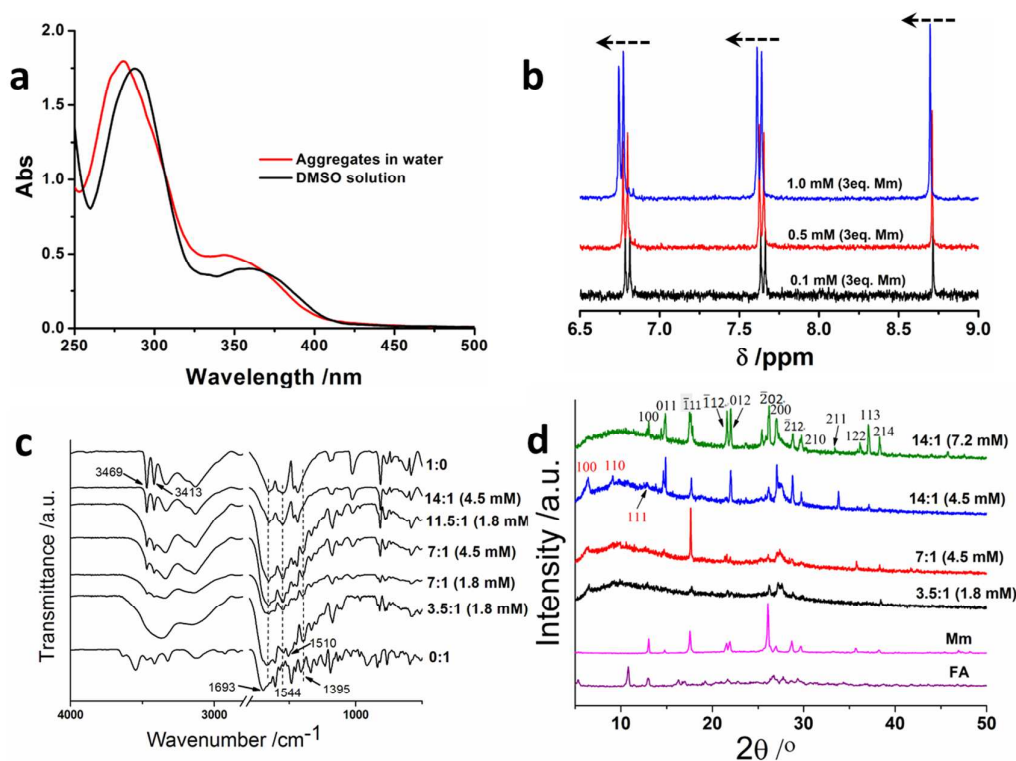 a
Abs
2.0
1.5
1.0
0.5
0.0
250 300 350 400 450 500
Wavelength /nm
Aggregates in water
DMSO solution
b
1.0 mM (3eq. Mm)
0.5 mM (3eq. Mm)
0.1 mM (3eq. Mm)
6.5 7.0 7.5 8.0 8.5 9.0
δ /ppm
c
Transmittance /a.u.
3469
3413
1:0
14:1 (4.5 mM)
11.5:1 (1.8 mM)
7:1 (4.5 mM)
7:1 (1.8 mM)
3.5:1 (1.8 mM)
0:1
1510
1693
1544
1395
4000 3000 1000
Wavenumber /cm-1
d
Intensity /a.u.
100
011
1̅11
1̅12
012
2̅02
200
2̅12
210
211
122
113
214
14:1 (7.2 mM)
100
110
111
14:1 (4.5 mM)
7:1 (4.5 mM)
3.5:1 (1.8 mM)
Mm
FA
10 20 30 40 50
2θ /°